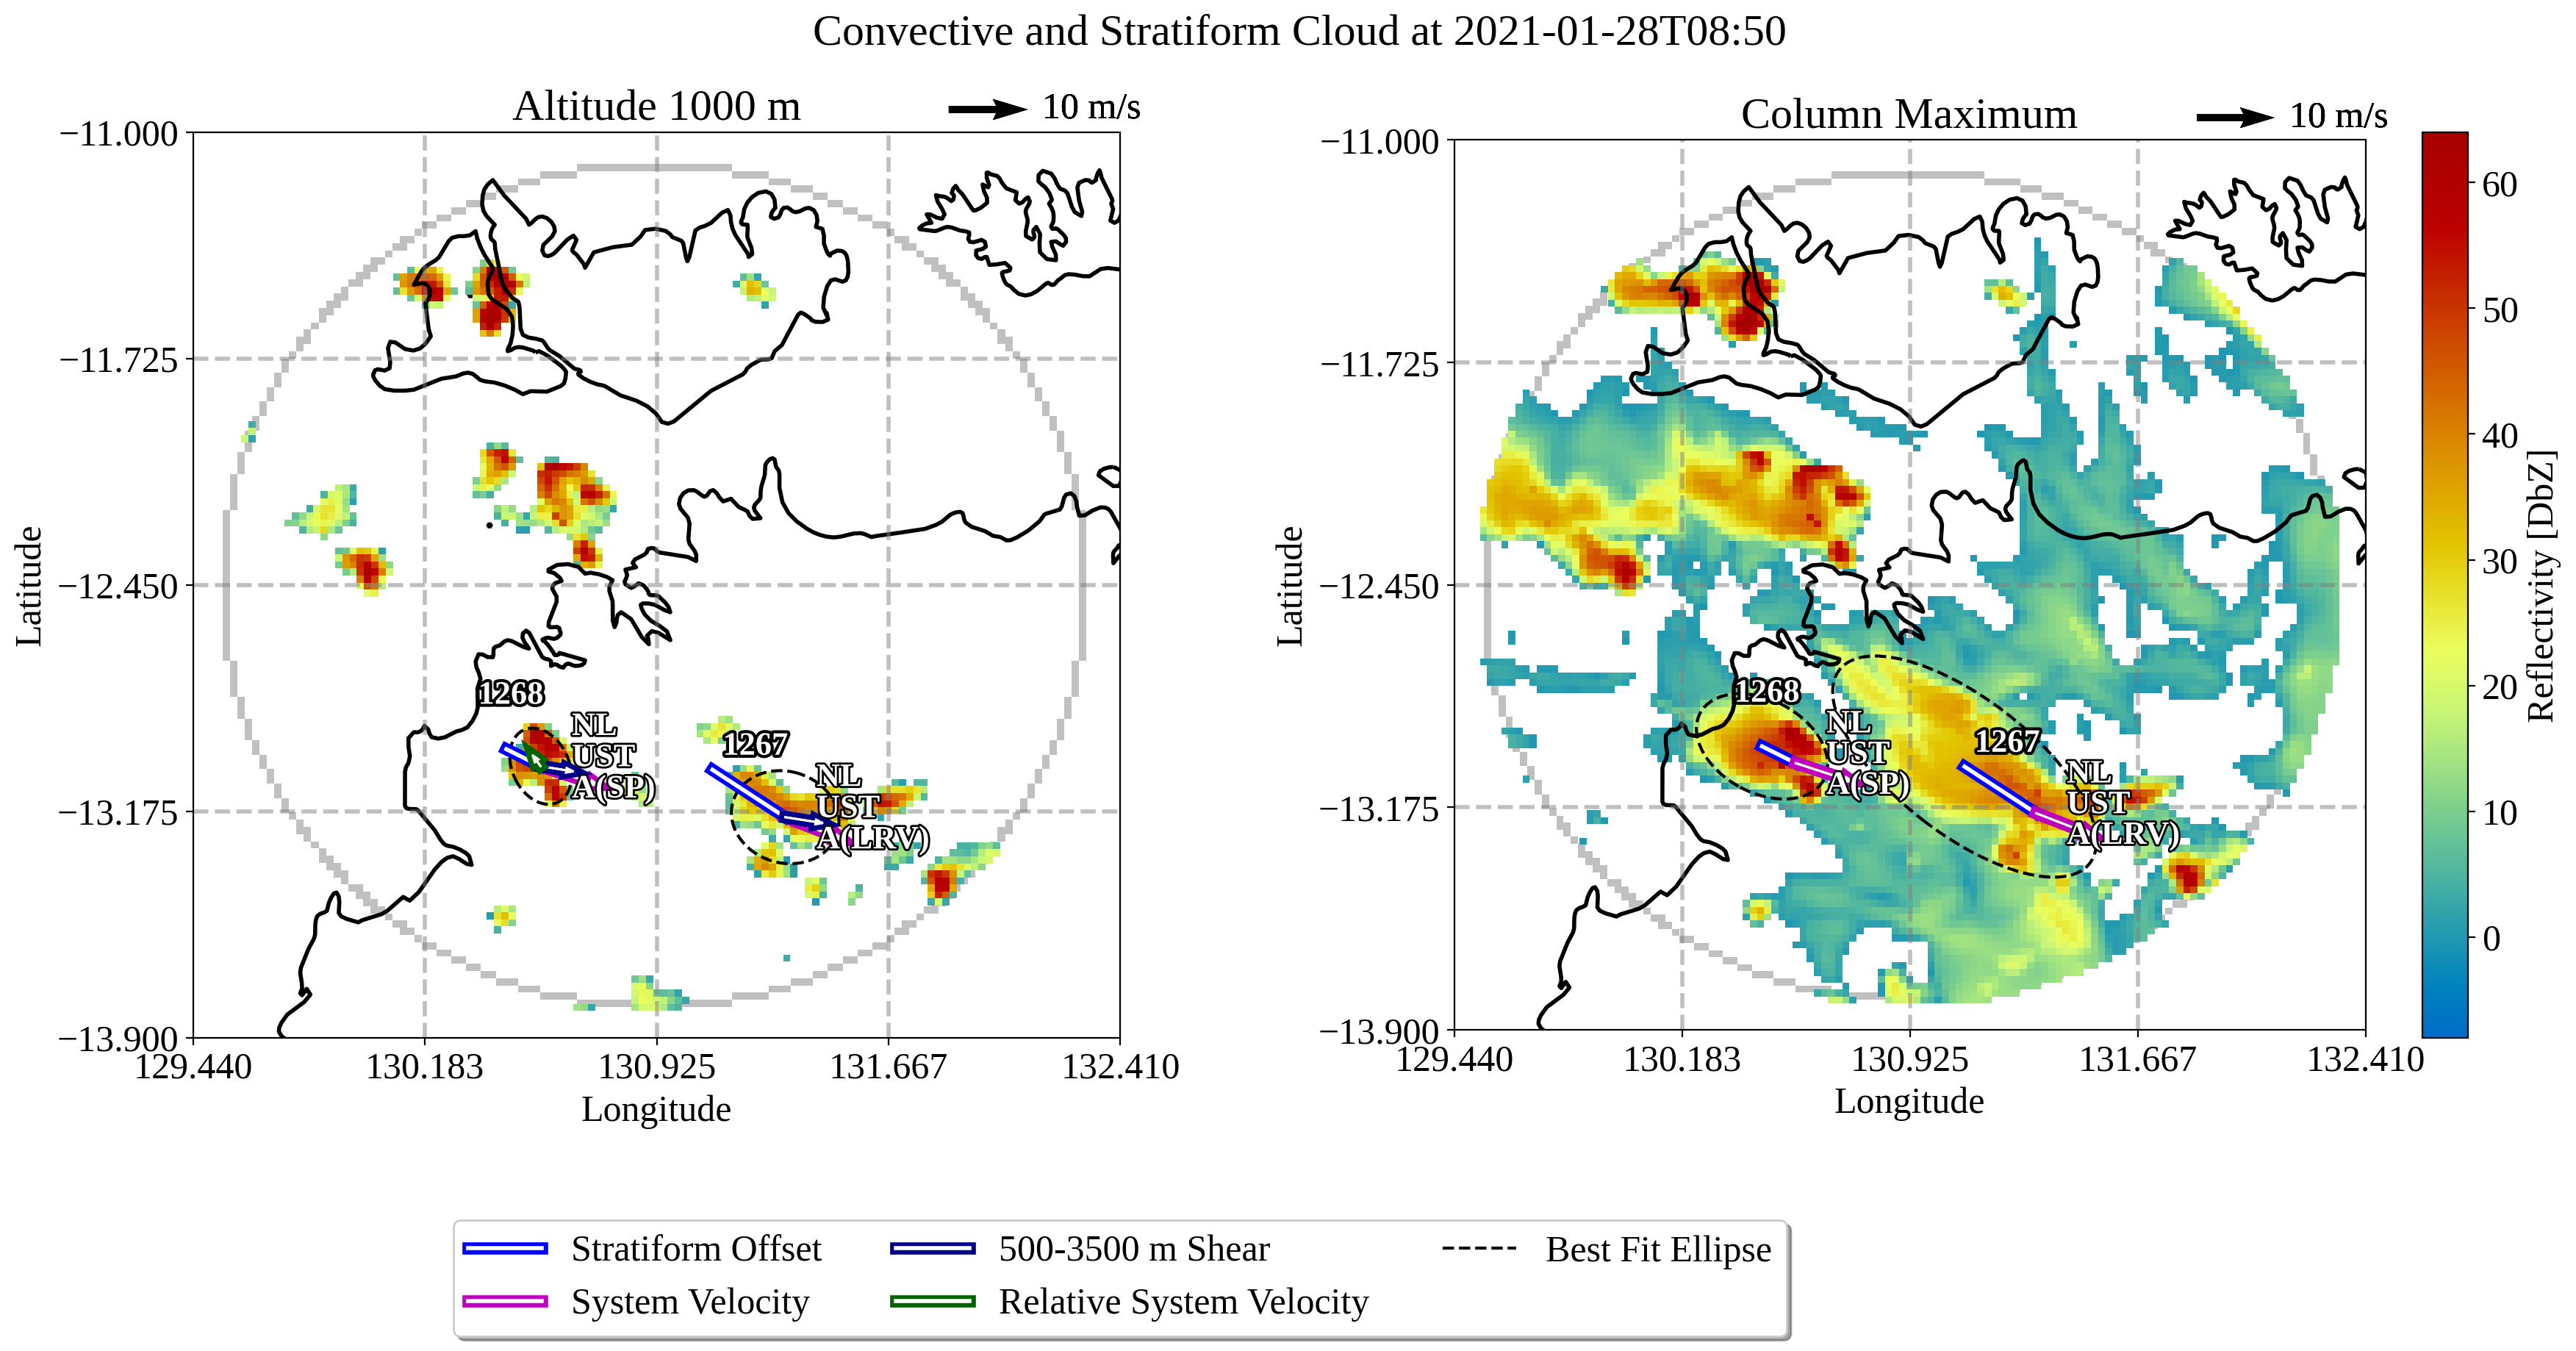 Convective and Stratiform Cloud at 2021-01-28T08:50
Altitude 1000 m
10 m/s
Column Maximum
10 m/s
−11.000
−11.725
−12.450
−13.175
−13.900
129.440
130.183
130.925
131.667
132.410
Latitude
Longitude
1268
NL
UST
A(SP)
1267
NL
UST
A(LRV)
−11.000
−11.725
−12.450
−13.175
−13.900
129.440
130.183
130.925
131.667
132.410
Latitude
Longitude
1268
NL
UST
A(SP)
1267
NL
UST
A(LRV)
60
50
40
30
20
10
0
Reflectivity [DbZ]
Stratiform Offset
System Velocity
500-3500 m Shear
Relative System Velocity
Best Fit Ellipse